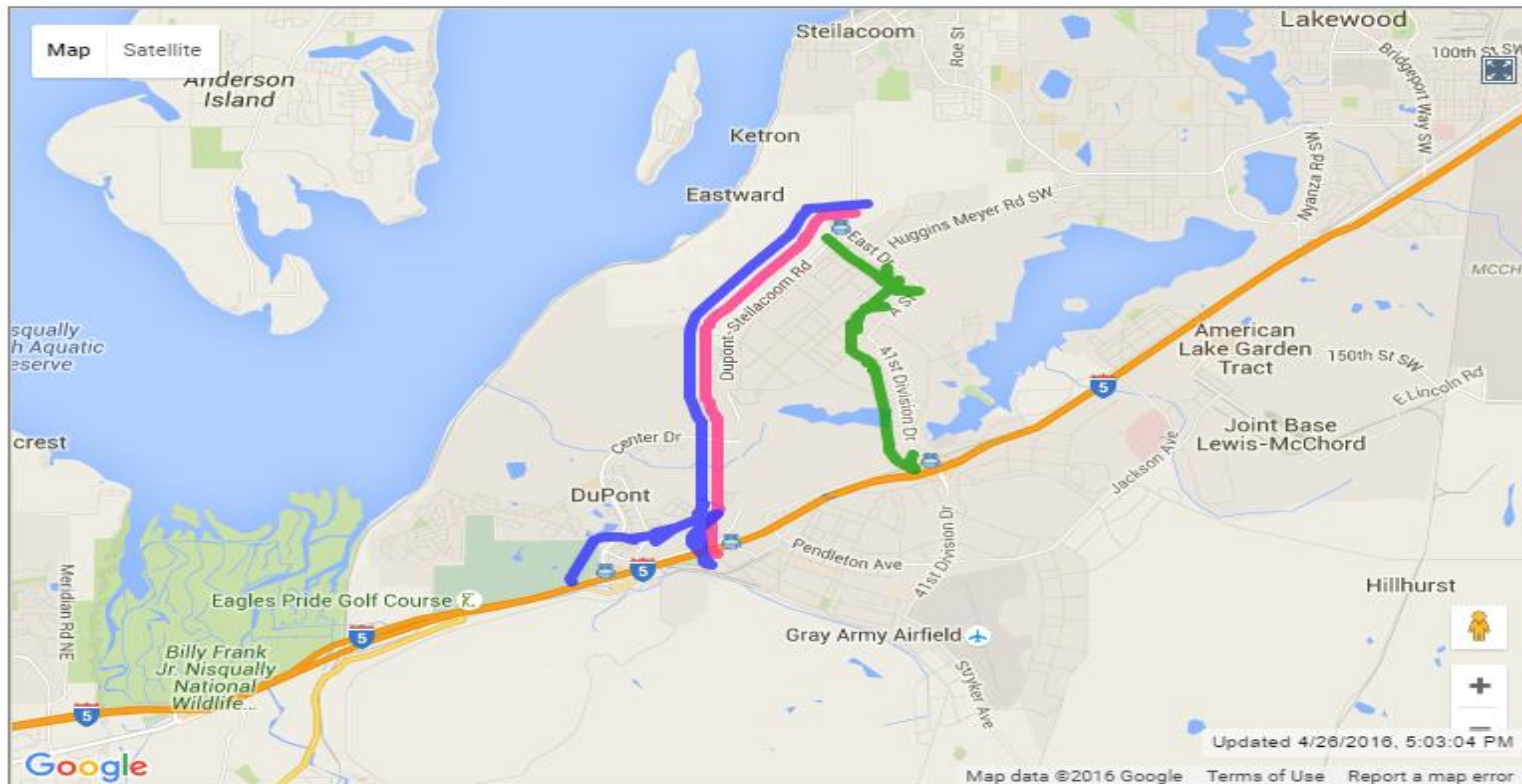 Map Satellite
Steilacoom
Lakewood
Roe St
100th St SW
Bridgeport Way SW
Anderson
Island
Ketron
Eastward
Nyanza Rd SW
Huggins Meyer Rd SW
East Dr
MCCH
A St
Dupont-Steilacoom Rd
squally
h Aquatic
eserve
American
Lake Garden
Tract
150th St SW
41st Division Dr
5
E Lincoln Rd
crest
Center Dr
Joint Base
Lewis-McChord
Jackson Ave
DuPont
Pendleton Ave
41st Division Dr
5
Meridian Rd NE
Eagles Pride Golf Course
Hillhurst
5
Gray Army Airfield
Billy Frank
Jr. Nisqually
National
Wildlife...
Stryker Ave
5
Updated 4/26/2016, 5:03:04 PM
Google
Map data ©2016 Google Terms of Use Report a map error